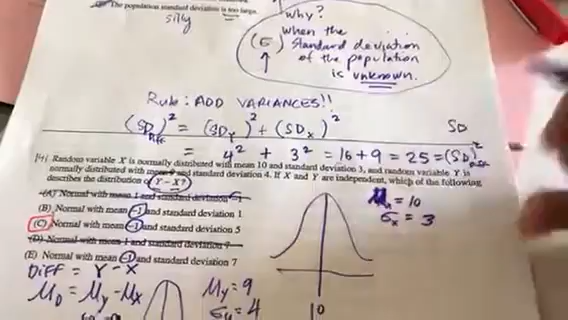 The population standard deviation is too large.
silly
why?
when the
(σ) standard deviation
↑ of the population
is unknown.
Rule: ADD VARIANCES!!
(SD Diff)² = (SD_Y)² + (SD_X)² SD
= 4² + 3² = 16 + 9 = 25 = (SD)²
Random variable X is normally distributed with mean 10 and standard deviation 3, and random variable Y is
normally distributed with mean 9 and standard deviation 4. If X and Y are independent, which of the following
describes the distribution of Y – X?
(A) Normal with mean 1 and standard deviation -1
(B) Normal with mean -1 and standard deviation 1
(C) Normal with mean -1 and standard deviation 5
(D) Normal with mean 1 and standard deviation 7
(E) Normal with mean -1 and standard deviation 7
= 10
σx = 3
Diff = Y - X
μD = μy - μx
μy = 9
σy = 4
10